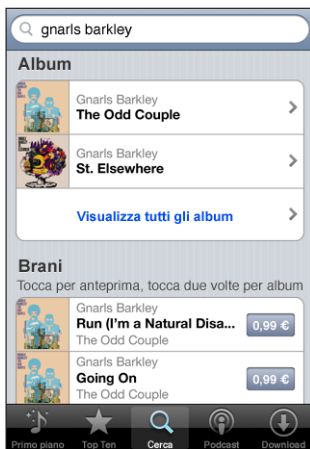 gnarls barkley
Album
Gnarls Barkley
The Odd Couple
Gnarls Barkley
St. Elsewhere
Visualizza tutti gli album
Brani
Tocca per anteprima, tocca due volte per album
Gnarls Barkley
Run (I'm a Natural Disa...
0,99 €
The Odd Couple
Gnarls Barkley
Going On
0,99 €
The Odd Couple
Primo piano
Top Ten
Cerca
Podcast
Download